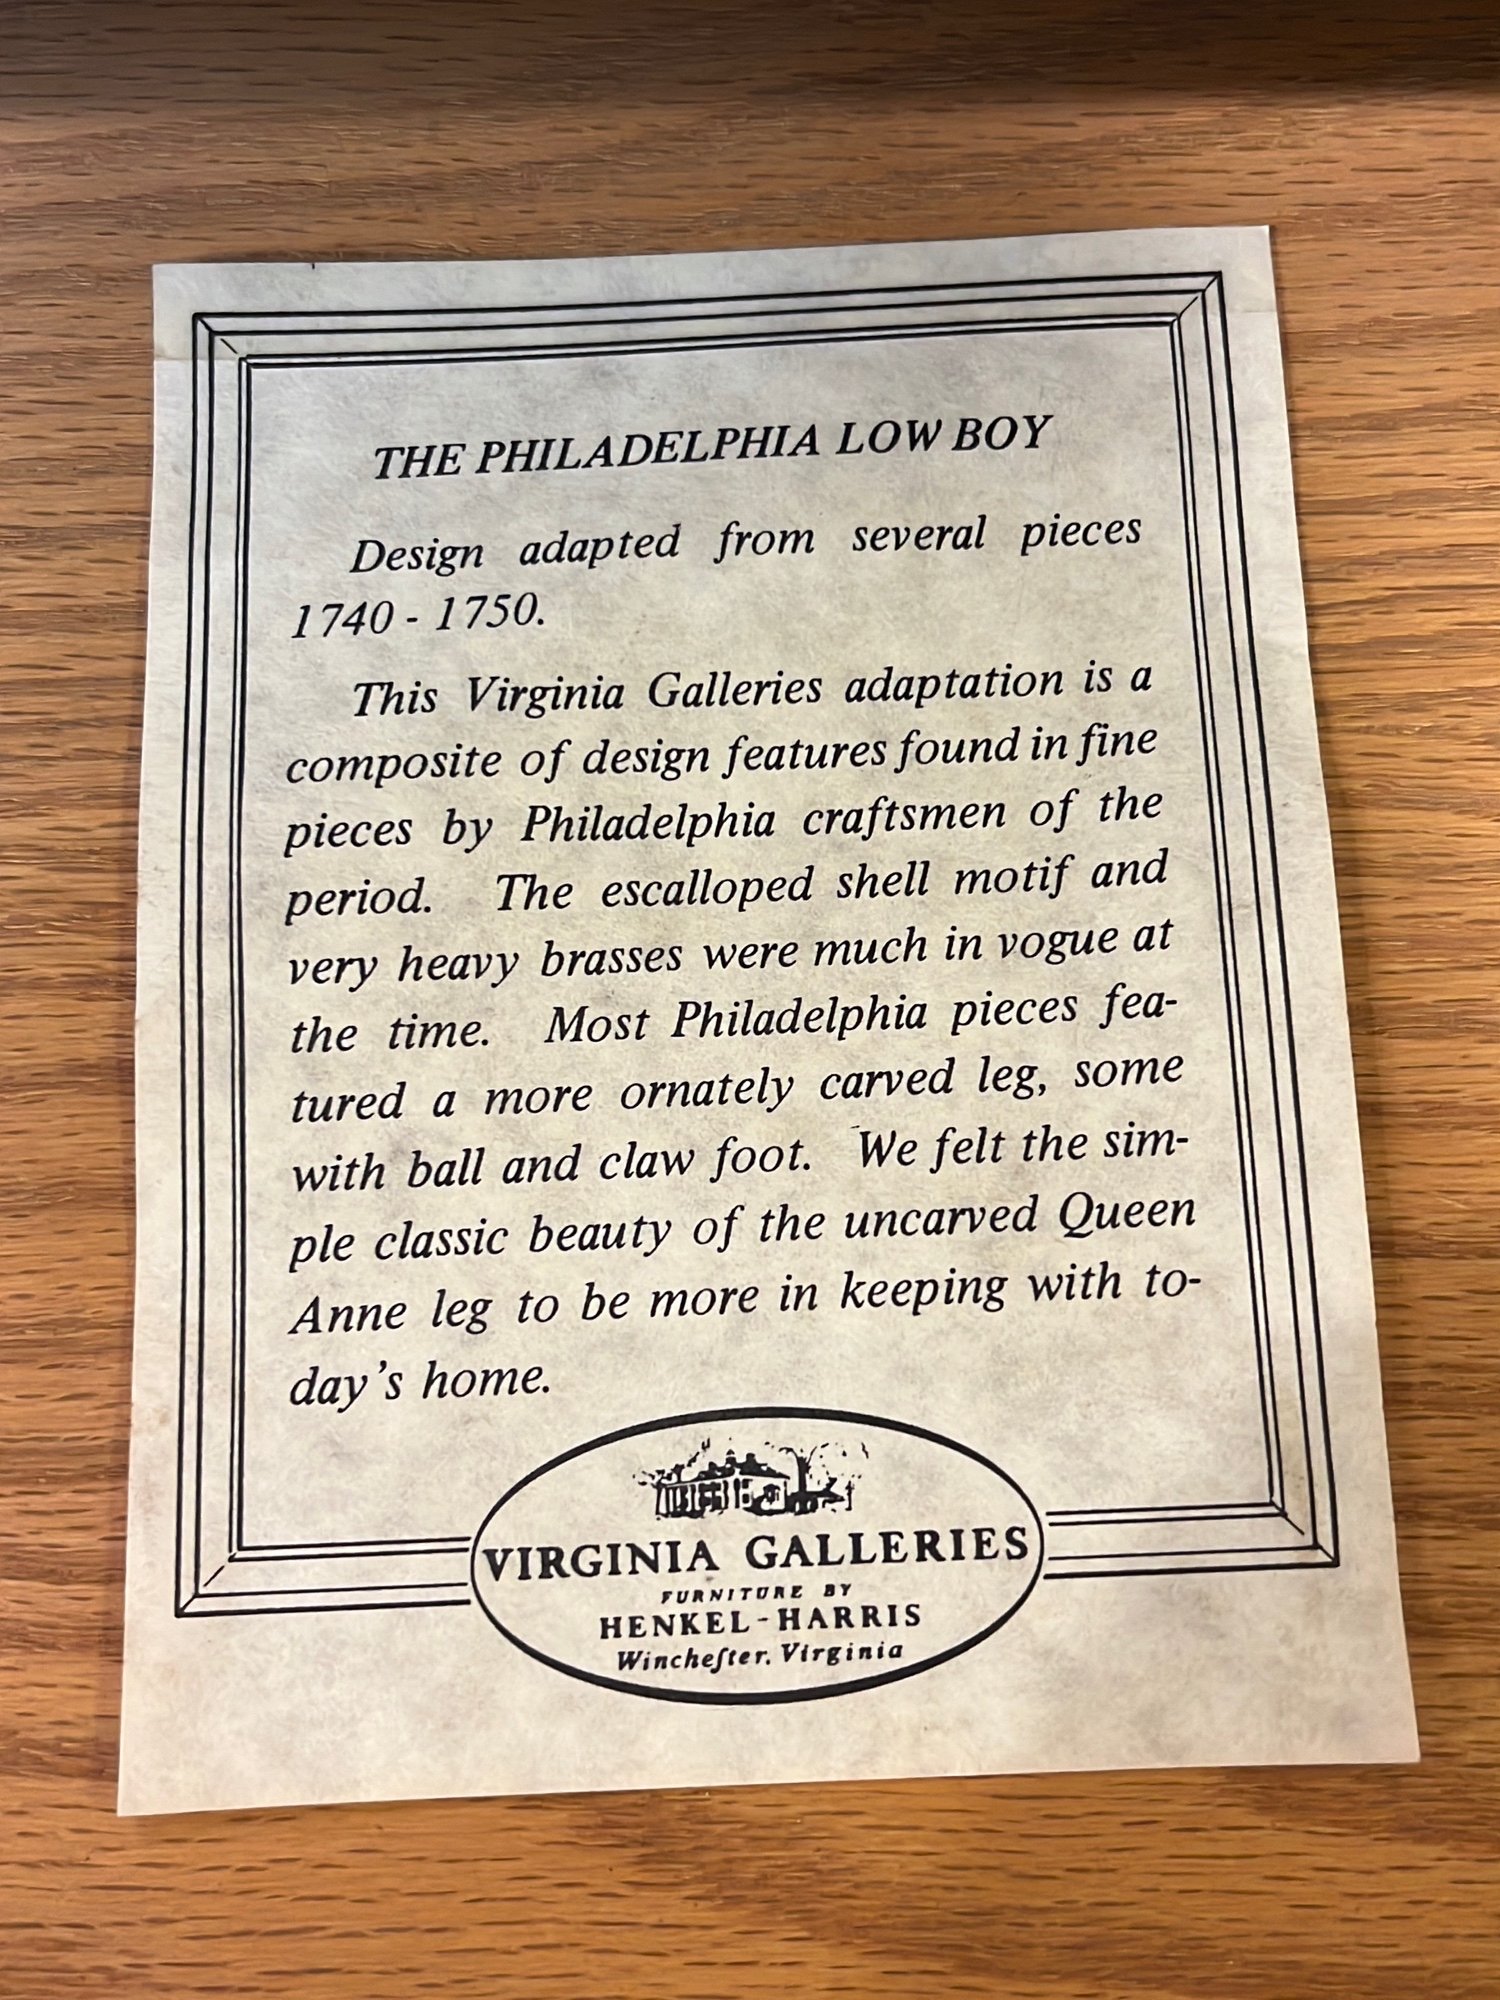 THE PHILADELPHIA LOW BOY
Design adapted from several pieces
1740 - 1750.
This Virginia Galleries adaptation is a
composite of design features found in fine
pieces by Philadelphia craftsmen of the
period. The escalloped shell motif and
very heavy brasses were much in vogue at
the time. Most Philadelphia pieces fea-
tured a more ornately carved leg, some
with ball and claw foot. We felt the sim-
ple classic beauty of the uncarved Queen
Anne leg to be more in keeping with to-
day's home.
VIRGINIA GALLERIES
FURNITURE BY
HENKEL-HARRIS
Wincheſter, Virginia